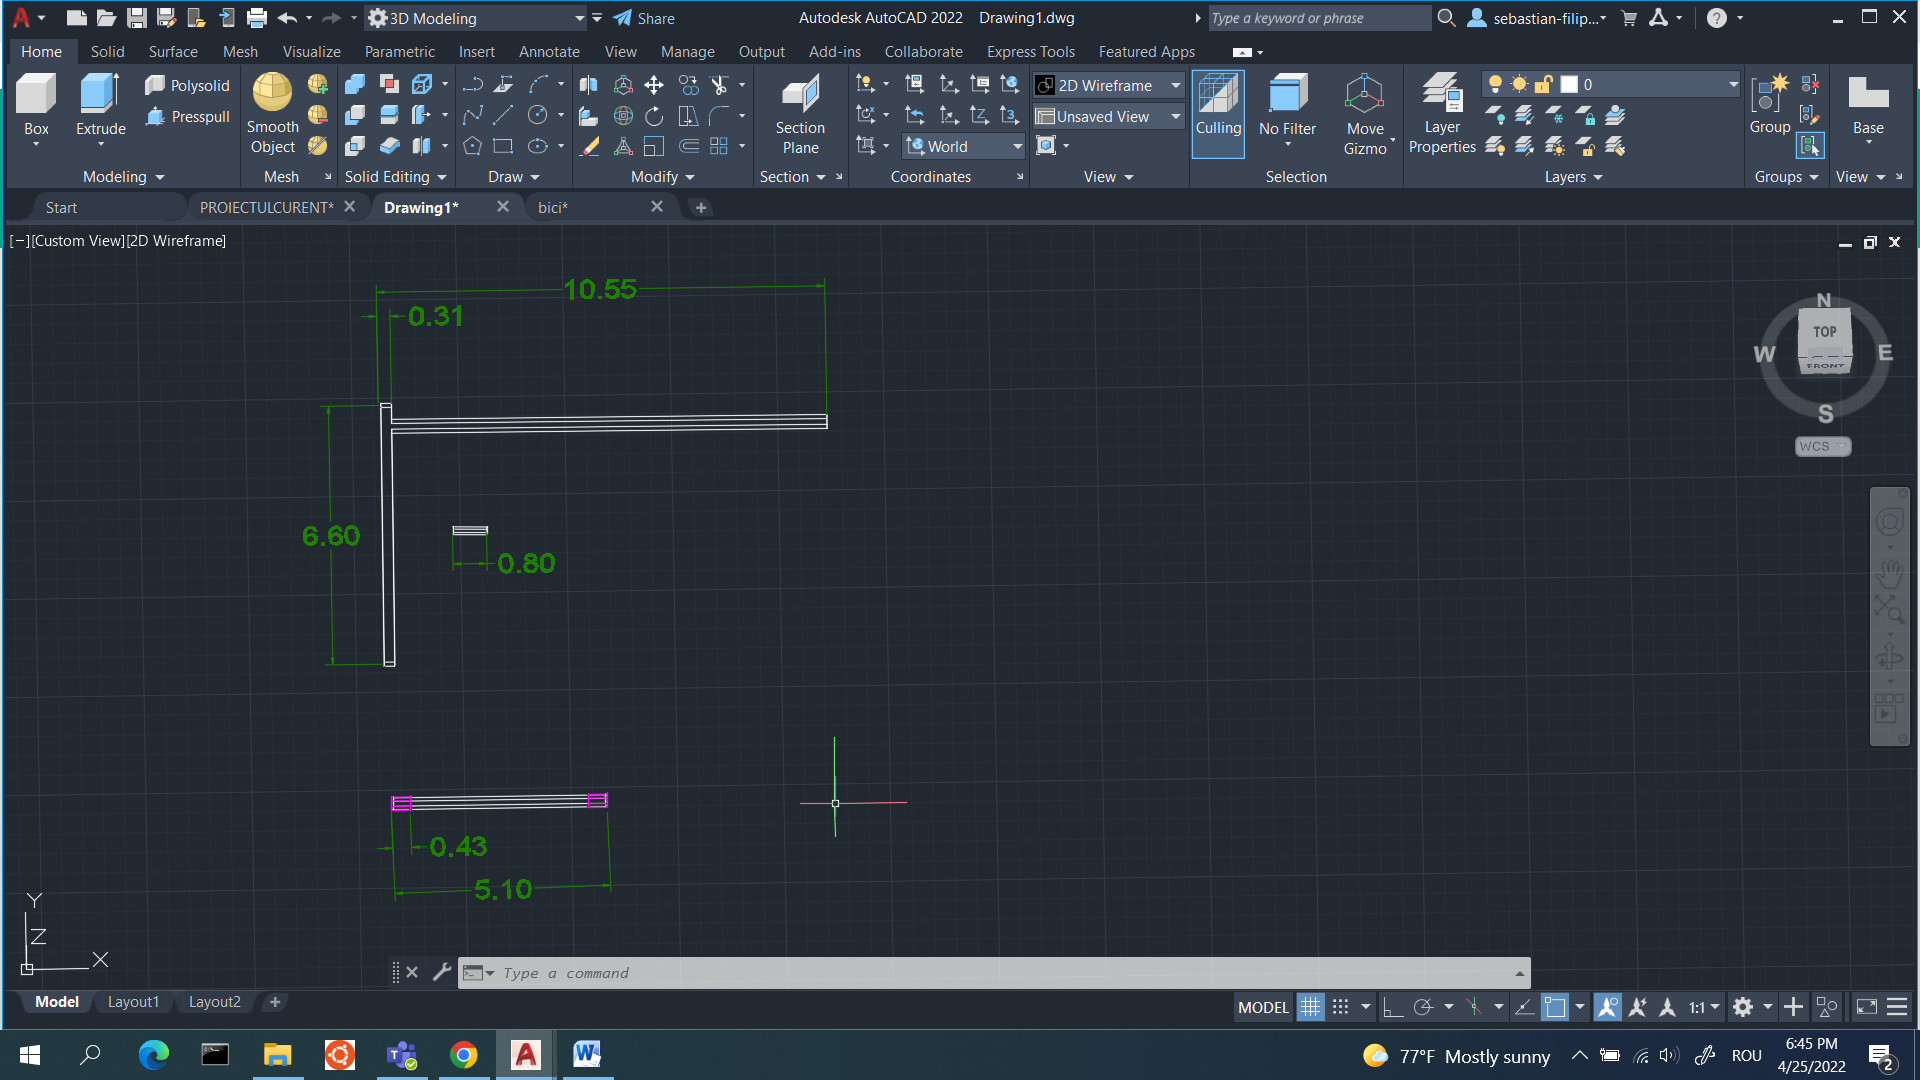 3D Modeling Share Autodesk AutoCAD 2022 Drawing1.dwg Type a keyword or phrase sebastian-filip...
Home Solid Surface Mesh Visualize Parametric Insert Annotate View Manage Output Add-ins Collaborate Express Tools Featured Apps
Box
Extrude
Polysolid
Presspull
Modeling
Smooth
Object
Mesh
Solid Editing
Draw
Modify
Section
Plane
Section
World
Coordinates
2D Wireframe
Unsaved View
View
Culling
No Filter
Move
Gizmo
Selection
Layer
Properties
0
Layers
Group
Groups
Base
View
Start PROIECTULCURENT* Drawing1* bici*
[−][Custom View][2D Wireframe]
10.55
0.31
6.60
0.80
0.43
5.10
N
W
TOP
FRONT
E
S
WCS
Y
Z
X
Type a command
Model Layout1 Layout2
MODEL 1:1
77°F Mostly sunny ROU
6:45 PM
4/25/2022
2